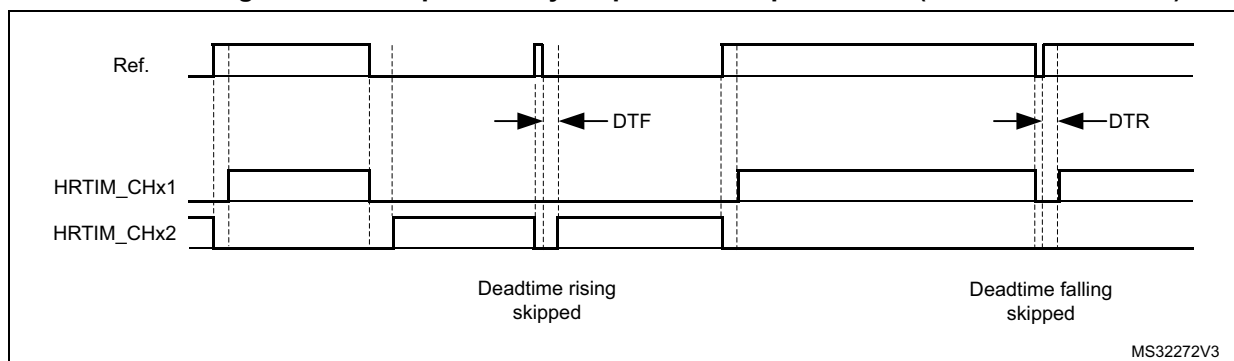 Ref.
DTF
DTR
HRTIM_CHx1
HRTIM_CHx2
Deadtime rising
skipped
Deadtime falling
skipped
MS32272V3